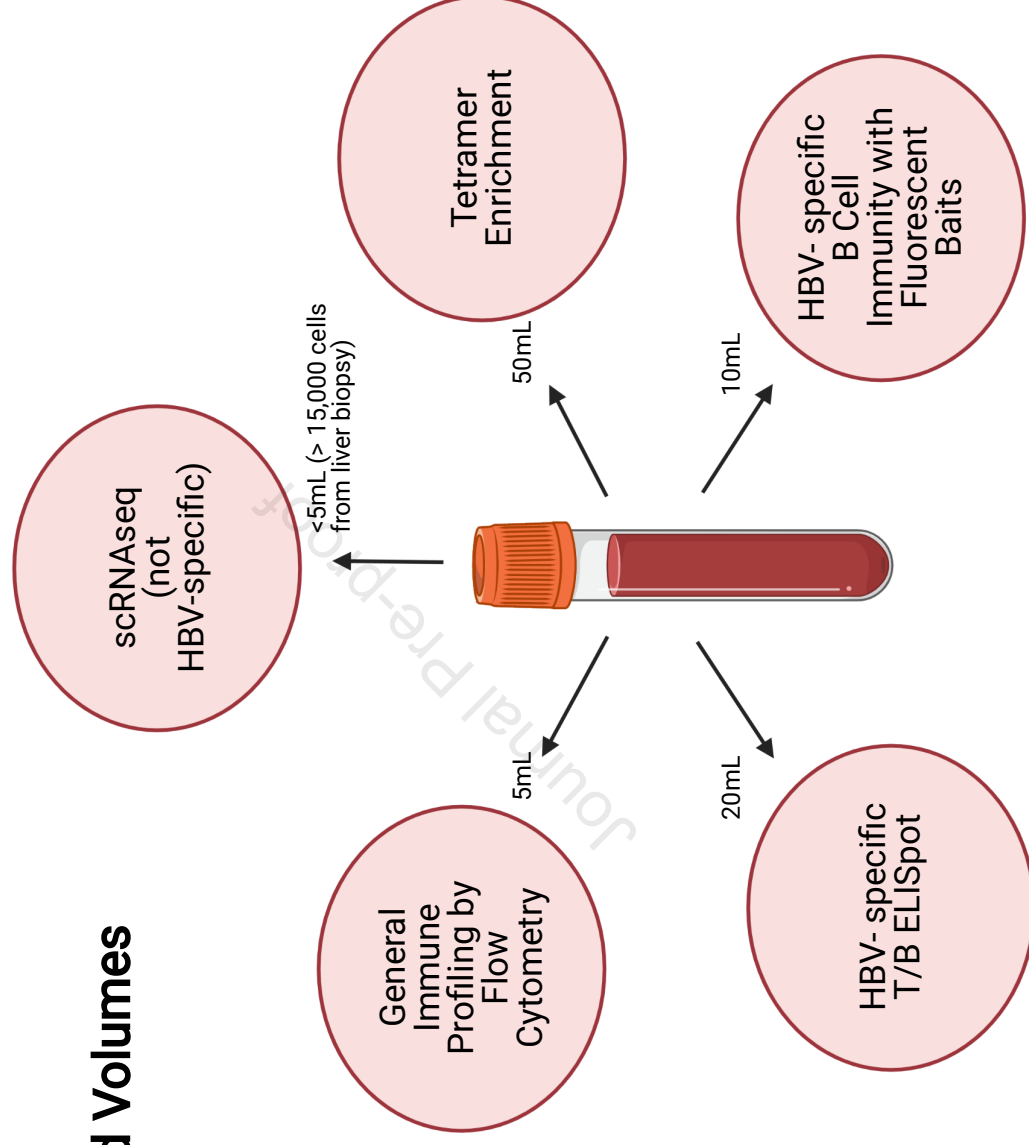 Volumes
scRNAseq
(not
HBV-specific)
<5mL (> 15,000 cells
from liver biopsy)
General
Immune
Profiling by
Flow
Cytometry
5mL
Tetramer
Enrichment
50mL
HBV- specific
T/B ELISpot
20mL
HBV- specific
B Cell
Immunity with
Fluorescent
Baits
10mL
Journal Pre-proof